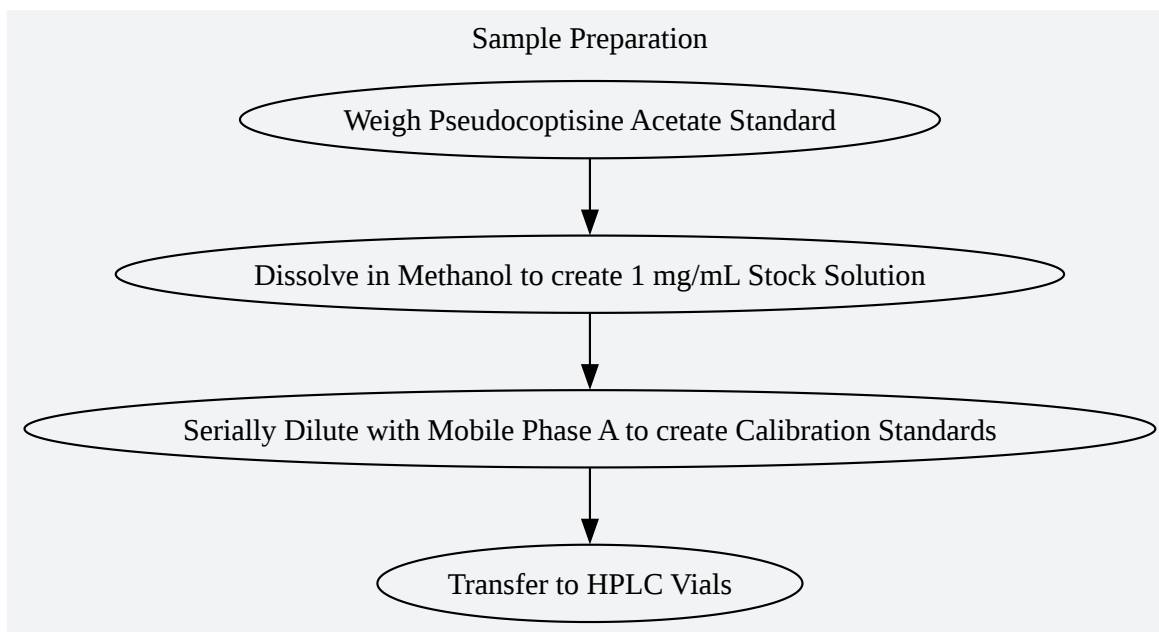 Sample Preparation
Weigh Pseudocoptisine Acetate Standard
Dissolve in Methanol to create 1 mg/mL Stock Solution
Serially Dilute with Mobile Phase A to create Calibration Standards
Transfer to HPLC Vials